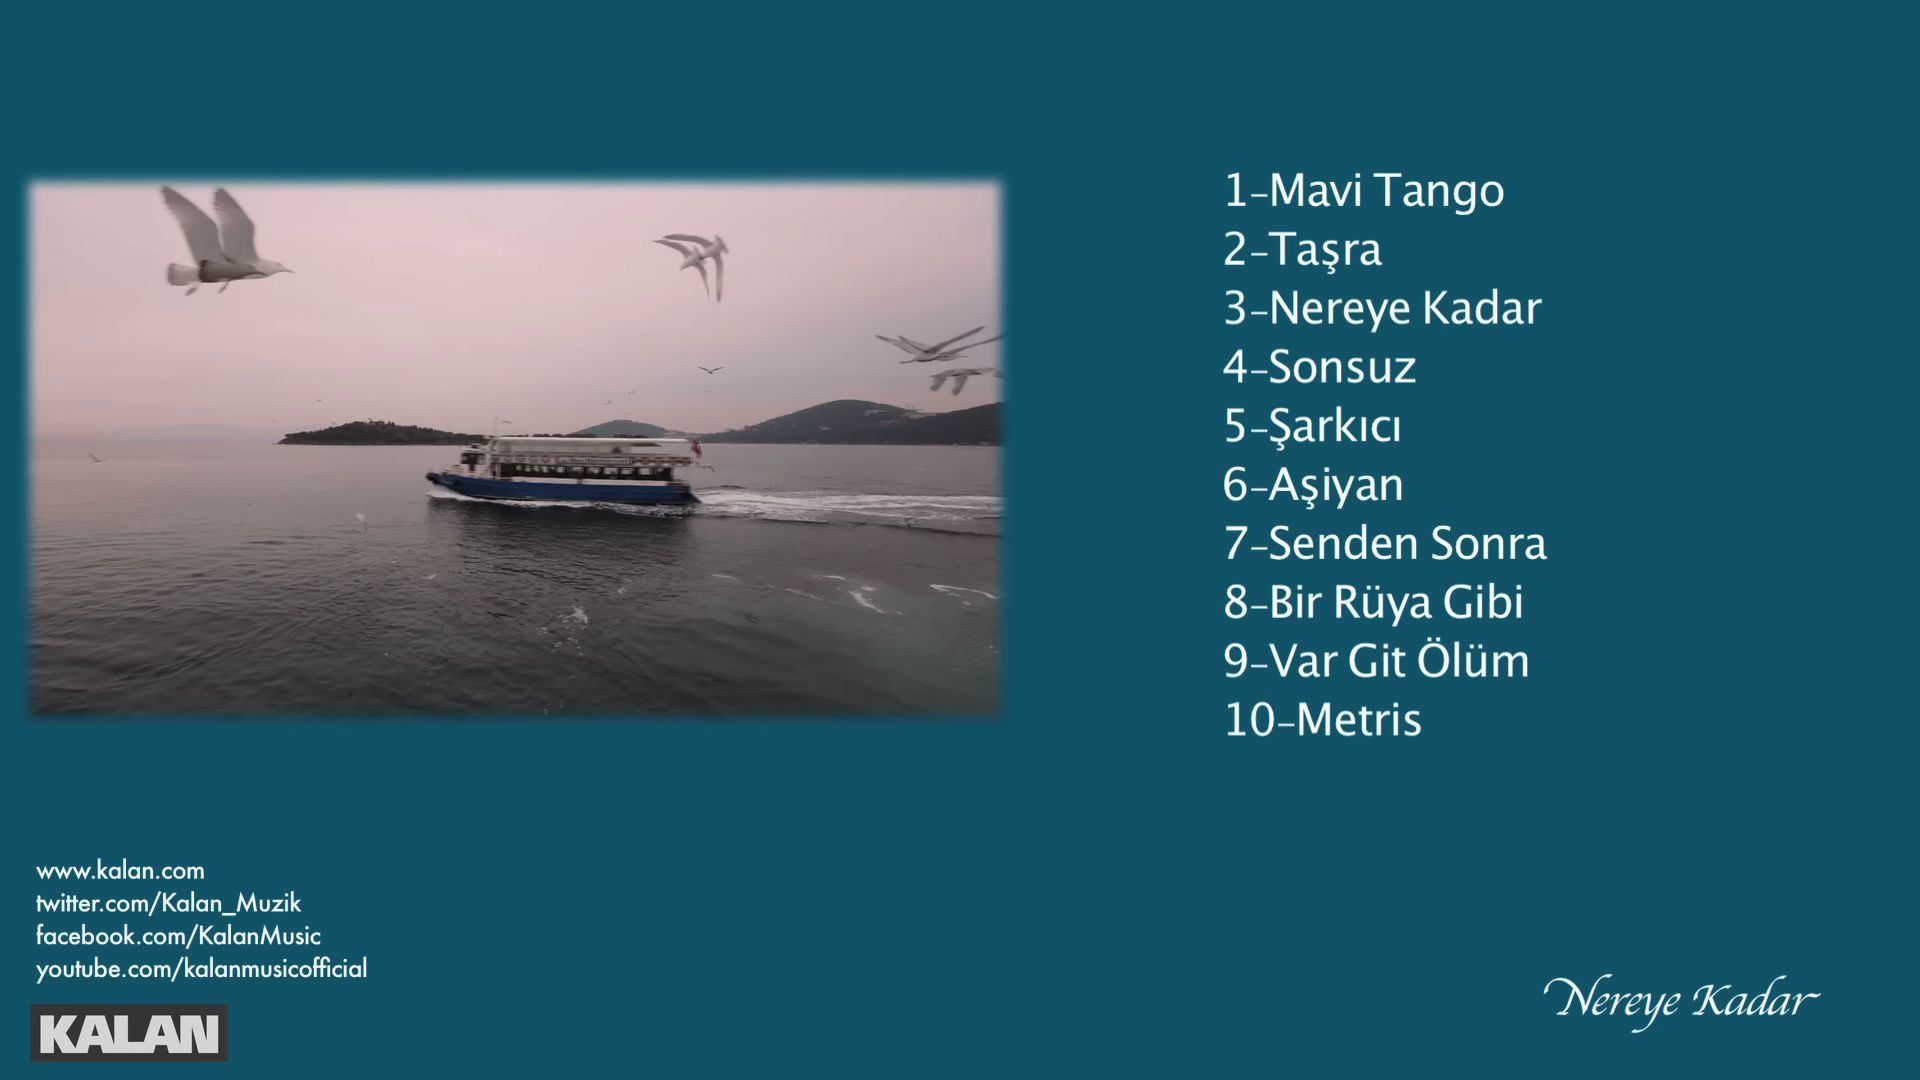 1-Mavi Tango
2-Taşra
3-Nereye Kadar
4-Sonsuz
5-Şarkıcı
6-Aşiyan
7-Senden Sonra
8-Bir Rüya Gibi
9-Var Git Ölüm
10-Metris
www.kalan.com
twitter.com/Kalan_Muzik
facebook.com/KalanMusic
youtube.com/kalanmusicofficial
KALAN
Nereye Kadar